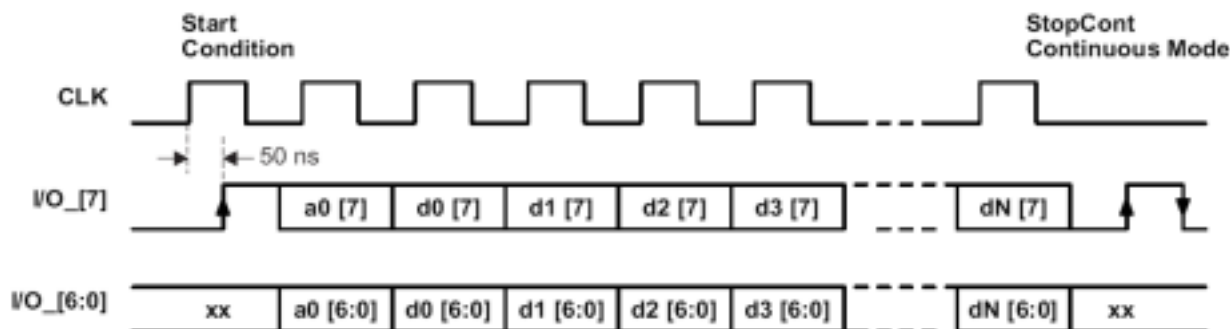 Start
Condition
StopCont
Continuous Mode
CLK
50 ns
I/O_[7]
a0 [7] d0 [7] d1 [7] d2 [7] d3 [7] dN [7]
I/O_[6:0]
xx a0 [6:0] d0 [6:0] d1 [6:0] d2 [6:0] d3 [6:0] dN [6:0] xx